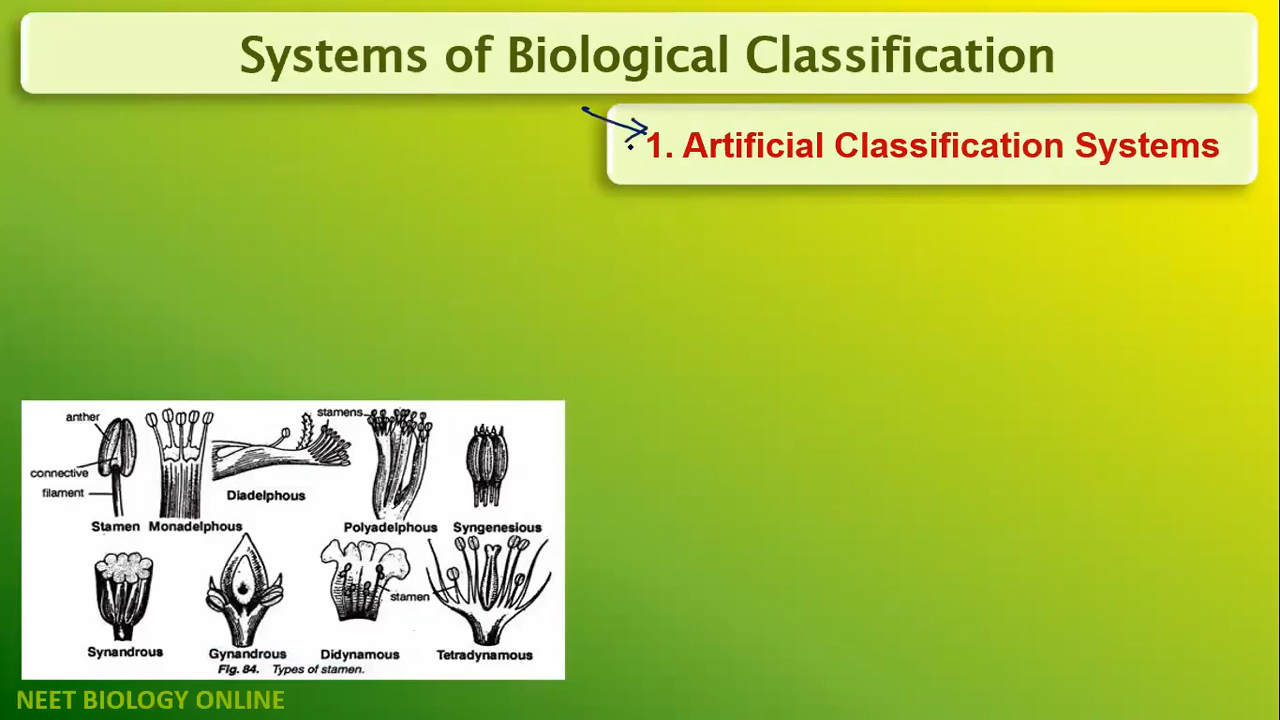 Systems of Biological Classification
1. Artificial Classification Systems
anther
connective
filament
Stamen
Monadelphous
Diadelphous
stamens
Polyadelphous
Syngenesious
Synandrous
Gynandrous
Didynamous
stamen
Tetradynamous
Fig. 84. Types of stamen.
NEET BIOLOGY ONLINE